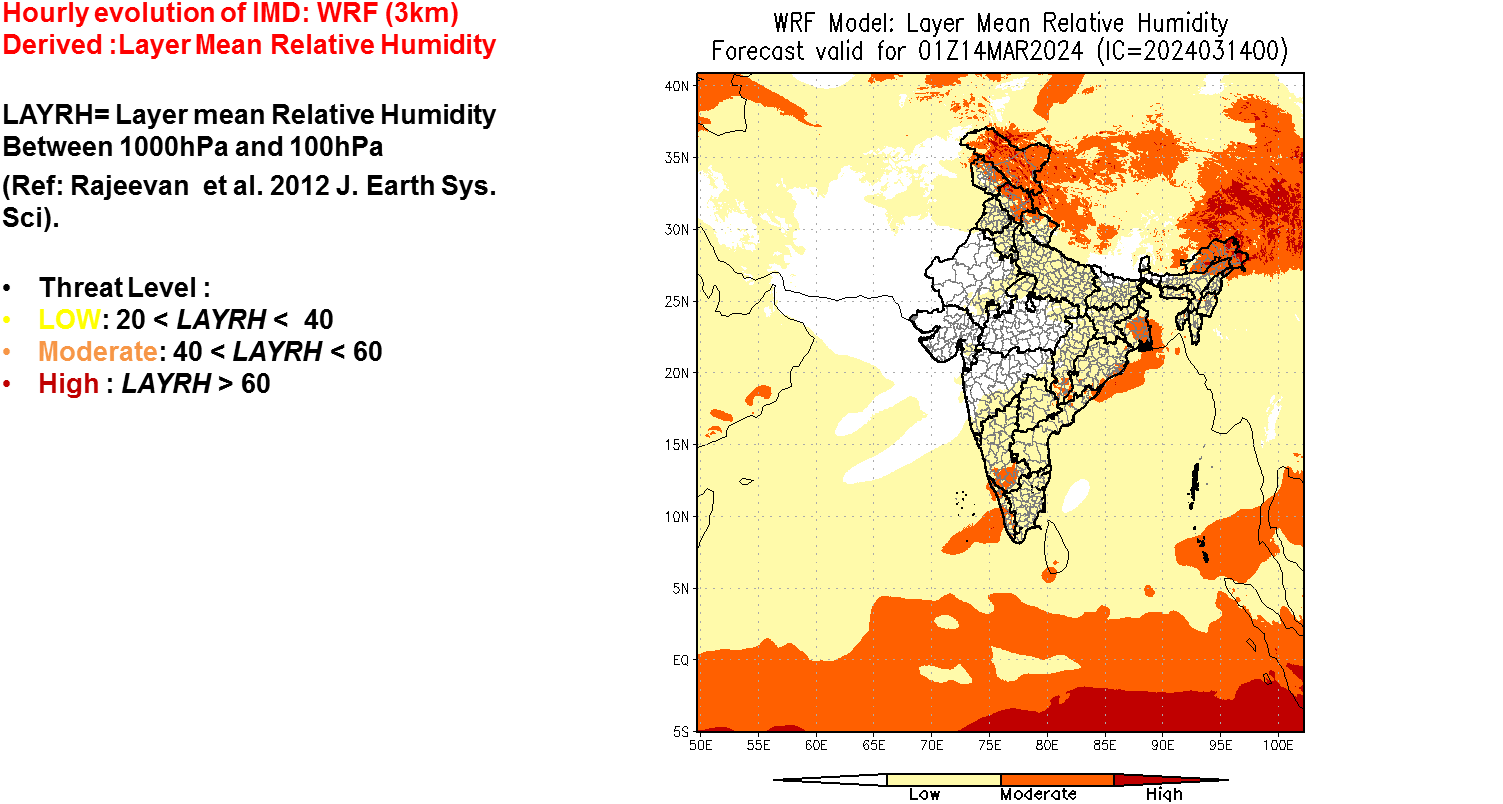 Hourly evolution of IMD: WRF (3km)
Derived :Layer Mean Relative Humidity
LAYRH= Layer mean Relative Humidity
Between 1000hPa and 100hPa
(Ref: Rajeevan et al. 2012 J. Earth Sys.
Sci).
• Threat Level :
• LOW: 20 < LAYRH < 40
• Moderate: 40 < LAYRH < 60
• High : LAYRH > 60
WRF Model: Layer Mean Relative Humidity
Forecast valid for 01Z14MAR2024 (IC=2024031400)
40N
35N
30N
25N
20N
15N
10N
5N
EQ
5S
50E 55E 60E 65E 70E 75E 80E 85E 90E 95E 100E
Low Moderate High